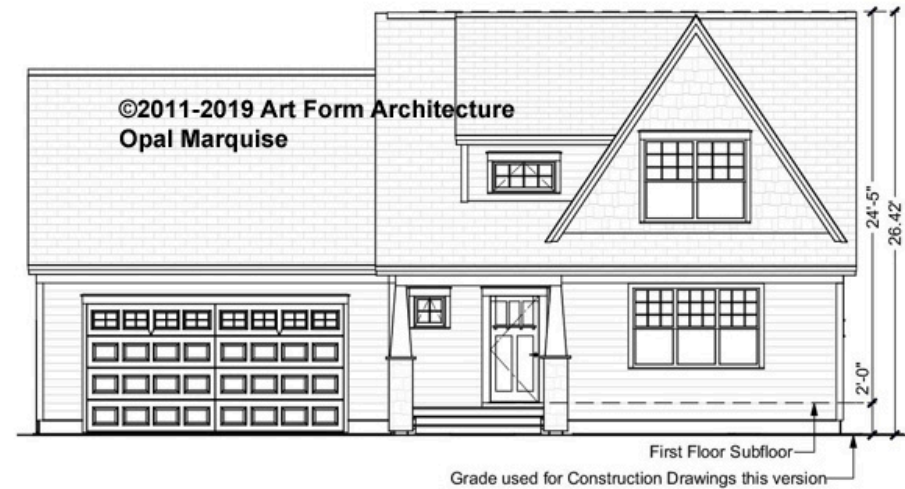 ©2011-2019 Art Form Architecture
Opal Marquise
24'-5"
26.42'
2'-0"
First Floor Subfloor
Grade used for Construction Drawings this version